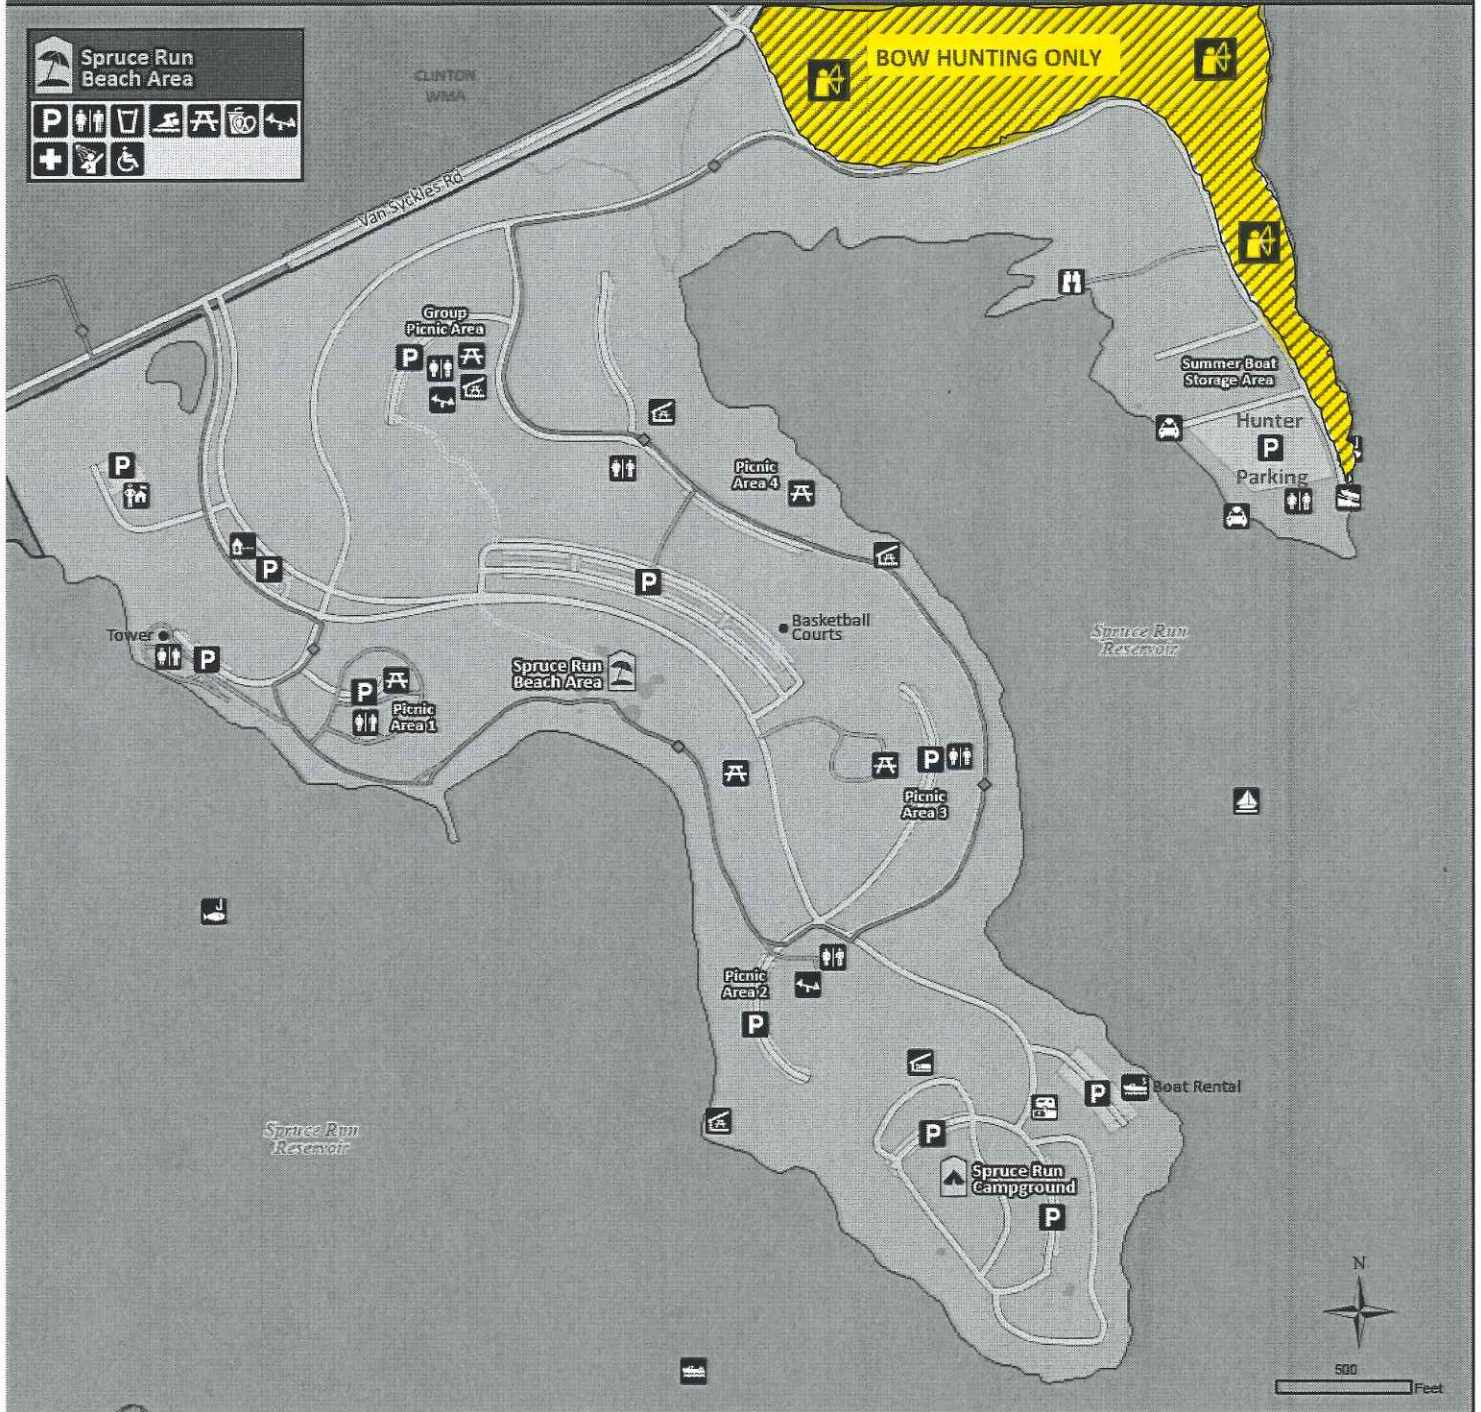 Spruce Run
Beach Area
P
CLINTON
WMA
BOW HUNTING ONLY
Van Syckles Rd
Group
Picnic Area
P
Summer Boat
Storage Area
Hunter
P
Parking
P
Picnic
Area 4
P
P
Basketball
Courts
Spruce Run
Reservoir
Tower
P
Spruce Run
Beach Area
P
Picnic
Area 1
P
Picnic
Area 3
Picnic
Area 2
P
P
Boat Rental
P
Spruce Run
Reservoir
Spruce Run
Campground
P
N
500
Feet